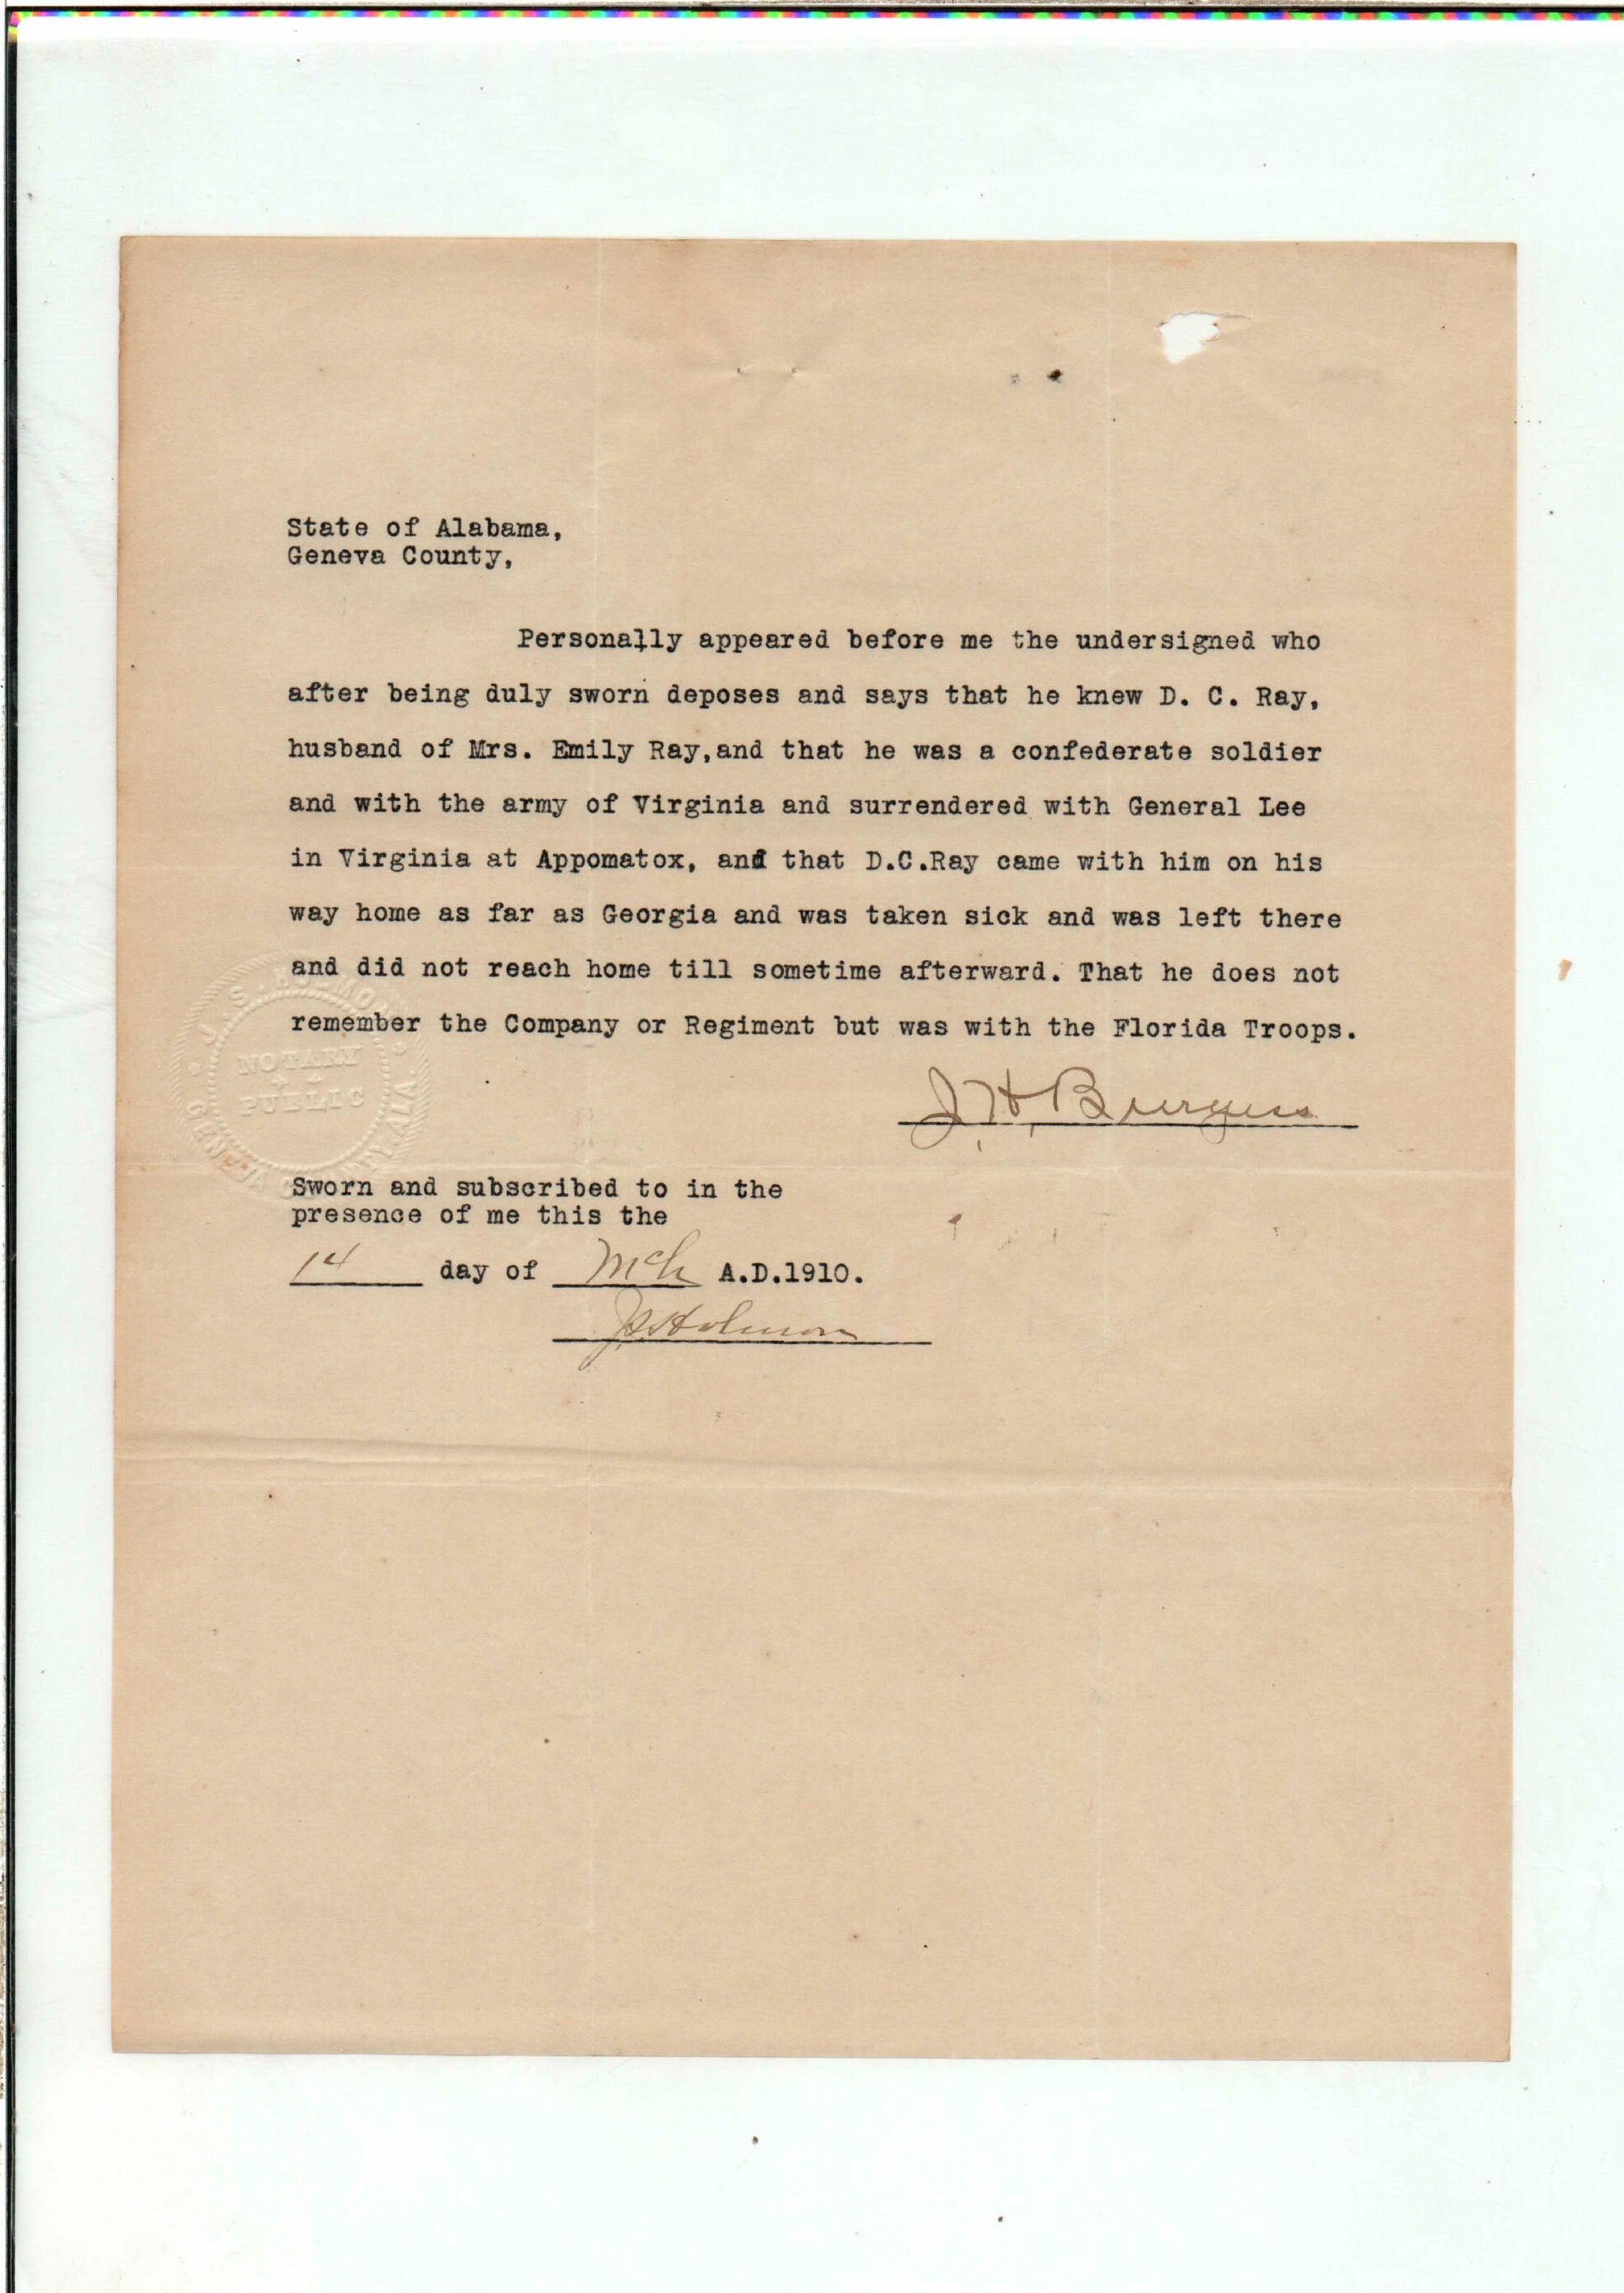 State of Alabama,
Geneva County,
Personally appeared before me the undersigned who
after being duly sworn deposes and says that he knew D. C. Ray,
husband of Mrs. Emily Ray,and that he was a confederate soldier
and with the army of Virginia and surrendered with General Lee
in Virginia at Appomatox, and that D.C.Ray came with him on his
way home as far as Georgia and was taken sick and was left there
and did not reach home till sometime afterward. That he does not
remember the Company or Regiment but was with the Florida Troops.
J. H. Burgess
NOTARY
PUBLIC
Sworn and subscribed to in the
presence of me this the
14 day of Mch A.D.1910.
J S Holmon